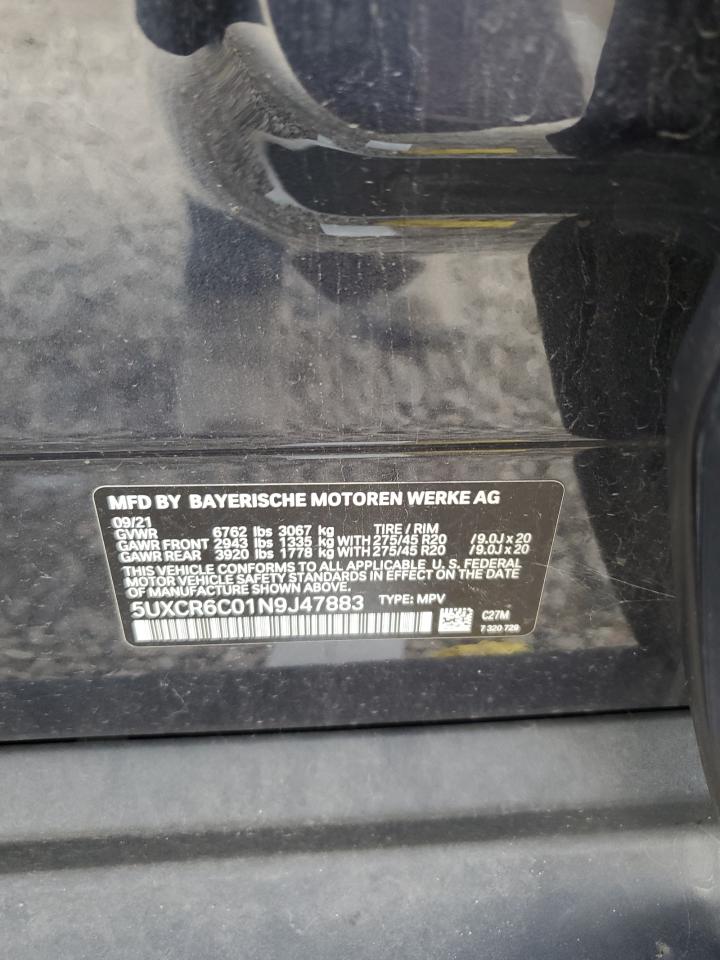 MFD BY BAYERISCHE MOTOREN WERKE AG
09/21
GVWR 6762 lbs 3067 kg TIRE / RIM
GAWR FRONT 2943 lbs 1335 kg WITH 275/45 R20 /9.0J x 20
GAWR REAR 3920 lbs 1778 kg WITH 275/45 R20 /9.0J x 20
THIS VEHICLE CONFORMS TO ALL APPLICABLE U. S. FEDERAL
MOTOR VEHICLE SAFETY STANDARDS IN EFFECT ON THE DATE
OF MANUFACTURE SHOWN ABOVE.
5UXCR6C01N9J47883 TYPE: MPV
C27M
7 320 729